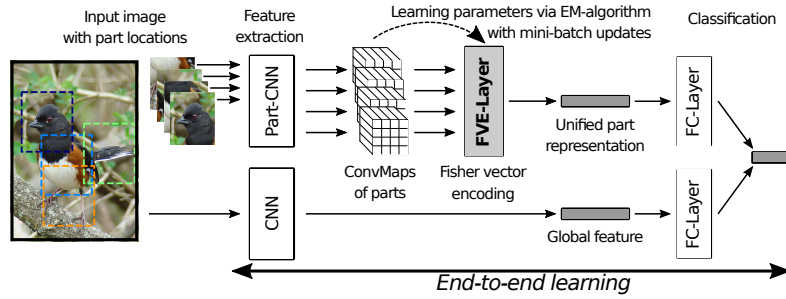 Input image
with part locations
Feature
extraction
Learning parameters via EM-algorithm
with mini-batch updates
Classification
Part-CNN
ConvMaps
of parts
FVE-Layer
Fisher vector
encoding
Unified part
representation
FC-Layer
CNN
Global feature
FC-Layer
End-to-end learning